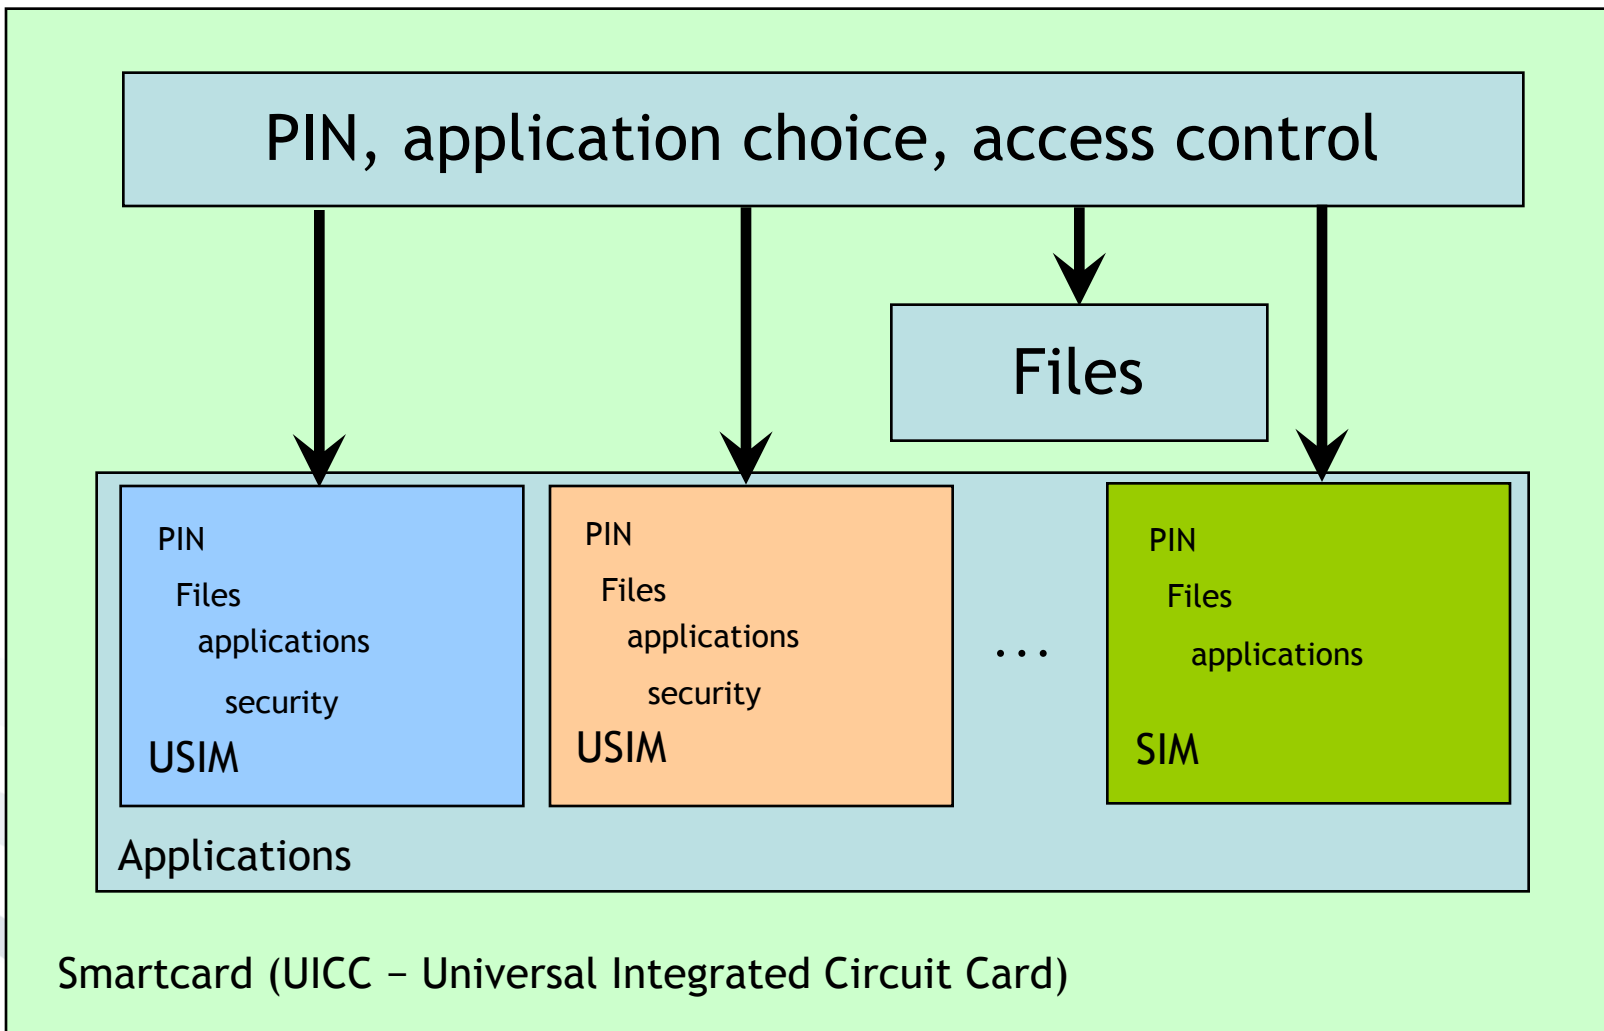 PIN, application choice, access control
Files
PIN
Files
applications
security
USIM
PIN
Files
applications
security
USIM
...
PIN
Files
applications
SIM
Applications
Smartcard (UICC – Universal Integrated Circuit Card)